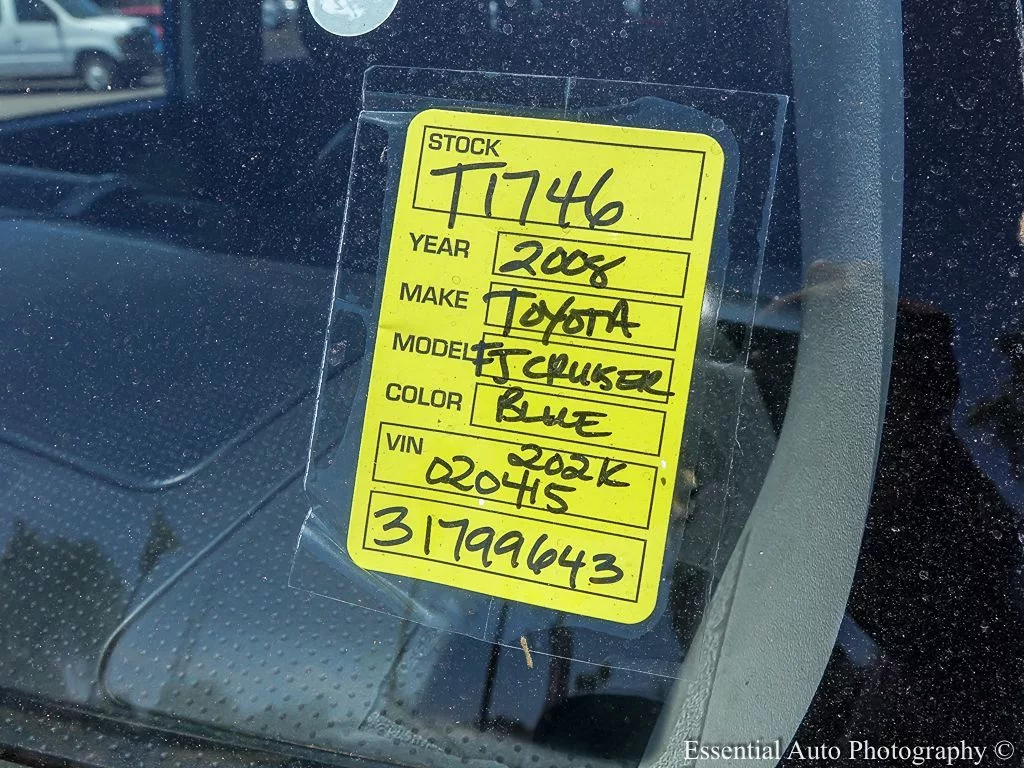 STOCK
T1746
YEAR 2008
MAKE TOYOTA
MODEL FJ CRUISER
COLOR BLUE
VIN 202K
020415
31799643
Essential Auto Photography ©